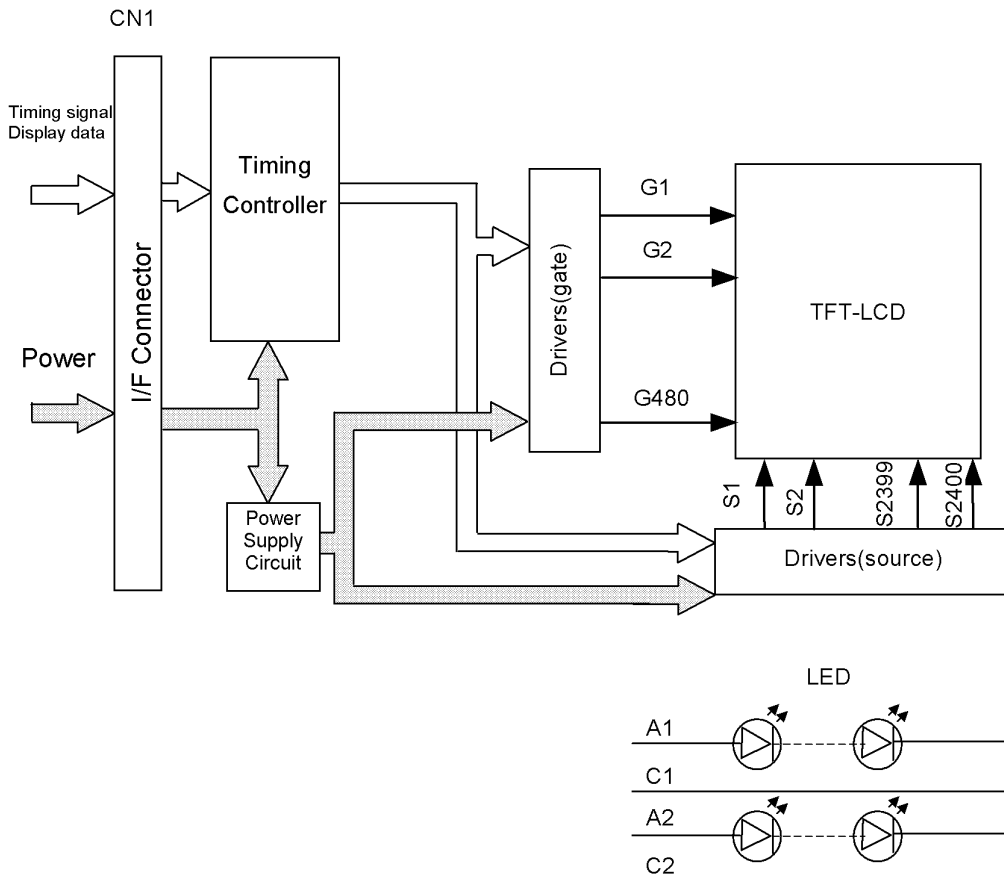 CN1
Timing signal
Display data
I/F Connector
Power
Timing
Controller
Power
Supply
Circuit
Drivers(gate)
G1
G2
G480
TFT-LCD
S1
S2
S2399
S2400
Drivers(source)
LED
A1
C1
A2
C2